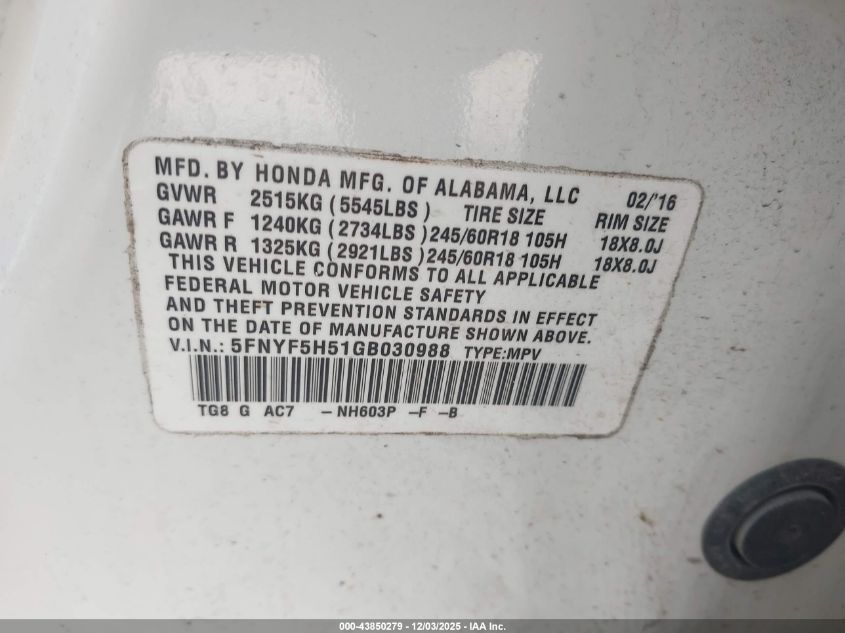 MFD. BY HONDA MFG. OF ALABAMA, LLC 02/'16
GVWR 2515KG ( 5545LBS ) TIRE SIZE RIM SIZE
GAWR F 1240KG ( 2734LBS ) 245/60R18 105H 18X8.0J
GAWR R 1325KG ( 2921LBS ) 245/60R18 105H 18X8.0J
THIS VEHICLE CONFORMS TO ALL APPLICABLE
FEDERAL MOTOR VEHICLE SAFETY
AND THEFT PREVENTION STANDARDS IN EFFECT
ON THE DATE OF MANUFACTURE SHOWN ABOVE.
V.I.N.: 5FNYF5H51GB030988 TYPE:MPV
TG8 G AC7 – NH603P –F –B
000-43850279 - 12/03/2025 - IAA Inc.